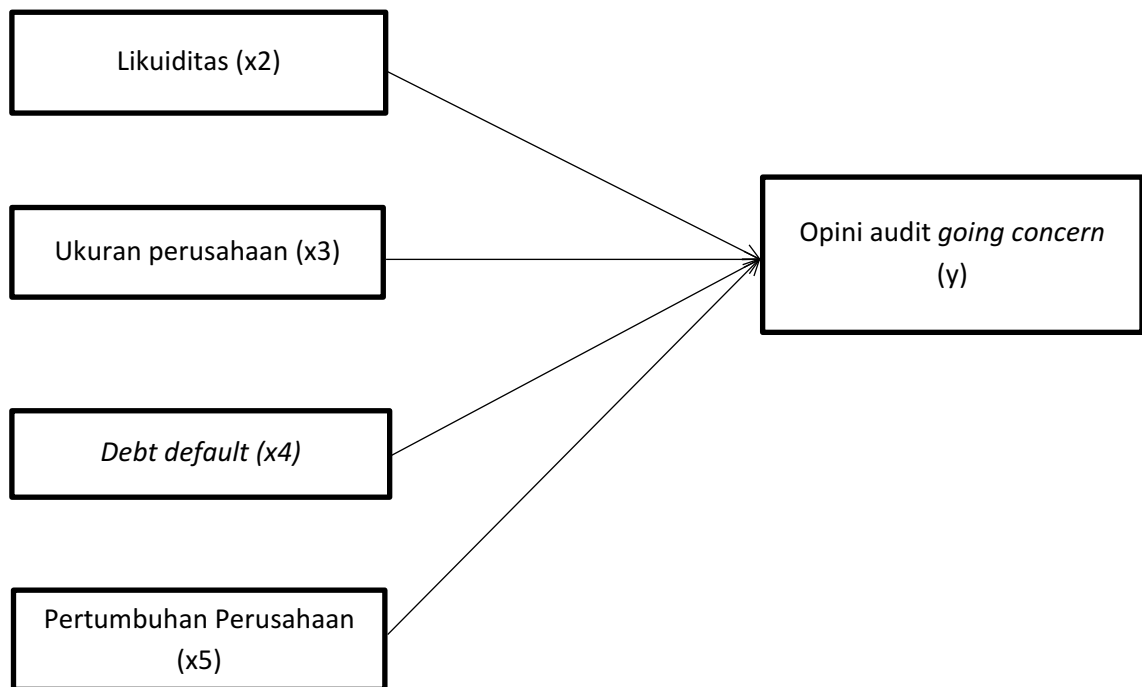 Likuiditas (x2)
Ukuran perusahaan (x3)
Opini audit going concern
(y)
Debt default (x4)
Pertumbuhan Perusahaan
(x5)